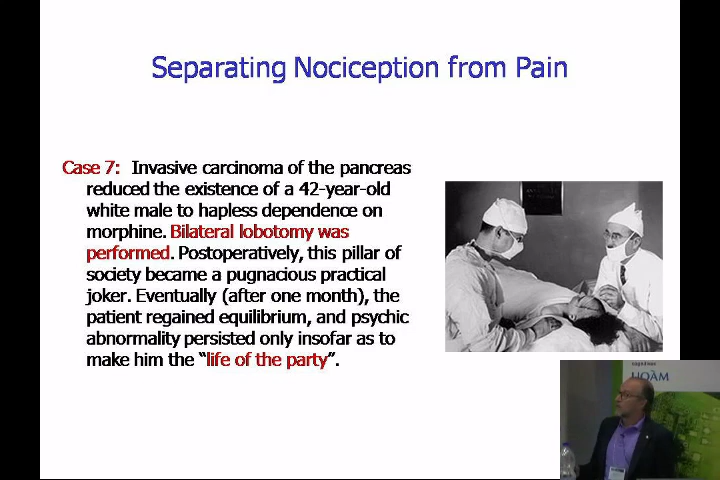 Separating Nociception from Pain
Case 7: Invasive carcinoma of the pancreas
reduced the existence of a 42-year-old
white male to hapless dependence on
morphine. Bilateral lobotomy was
performed. Postoperatively, this pillar of
society became a pugnacious practical
joker. Eventually (after one month), the
patient regained equilibrium, and psychic
abnormality persisted only insofar as to
make him the “life of the party”.